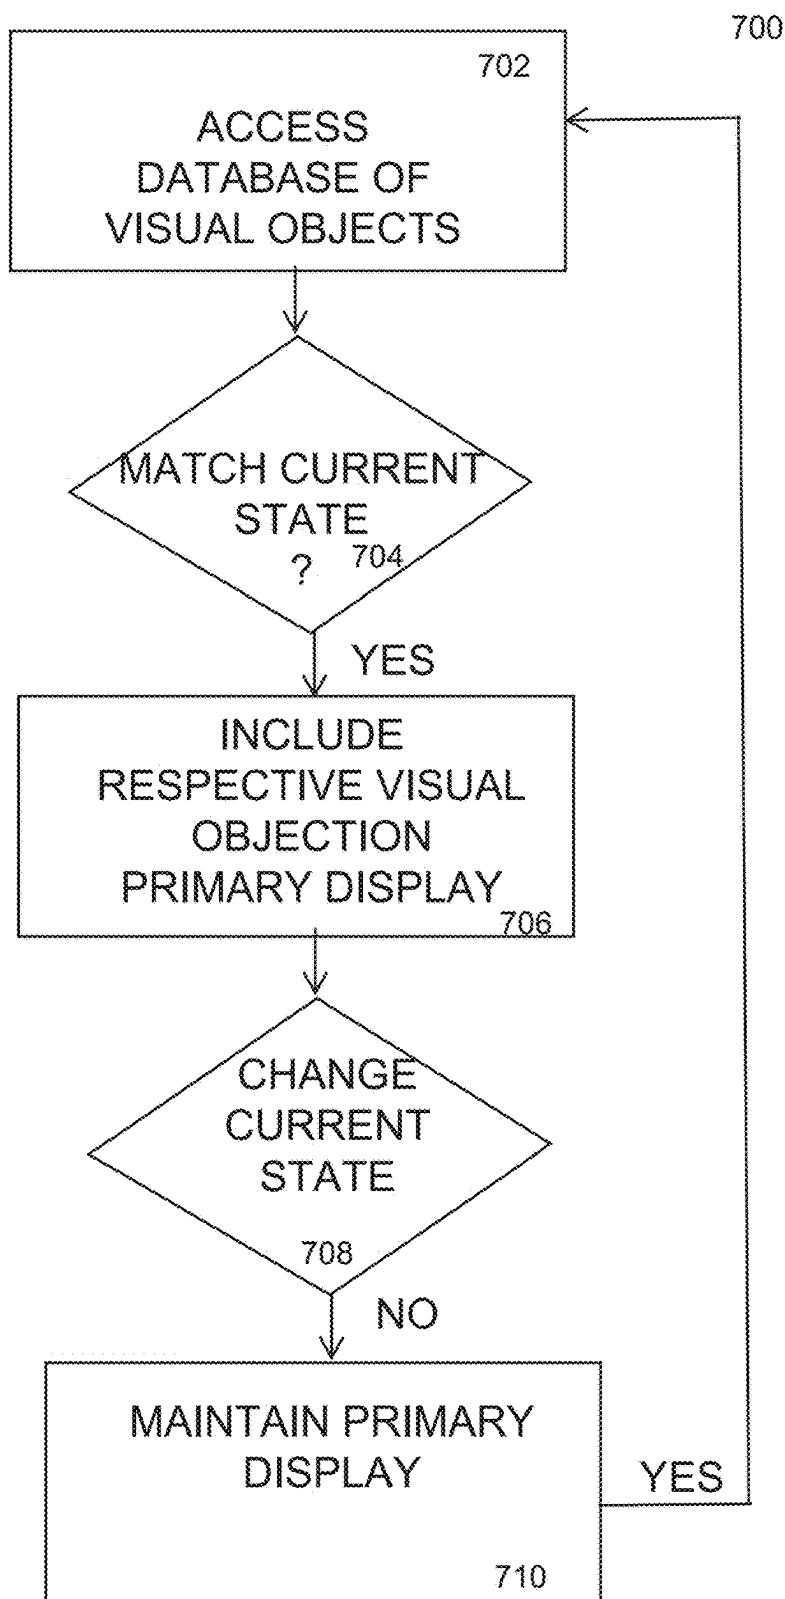 700
702
ACCESS
DATABASE OF
VISUAL OBJECTS
MATCH CURRENT
STATE
? 704
YES
INCLUDE
RESPECTIVE VISUAL
OBJECTION
PRIMARY DISPLAY
706
CHANGE
CURRENT
STATE
708
NO
MAINTAIN PRIMARY
DISPLAY
YES
710